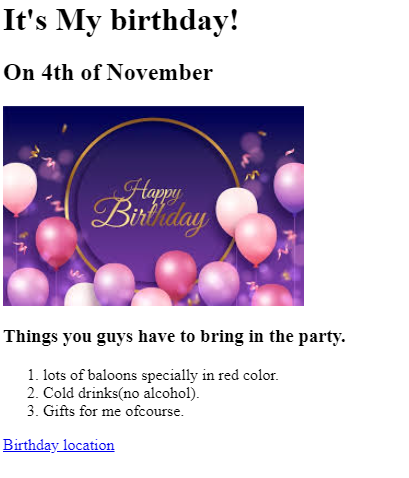 It's My birthday!
On 4th of November
Happy
Birthday
Things you guys have to bring in the party.
1. lots of baloons specially in red color.
2. Cold drinks(no alcohol).
3. Gifts for me ofcourse.
Birthday location